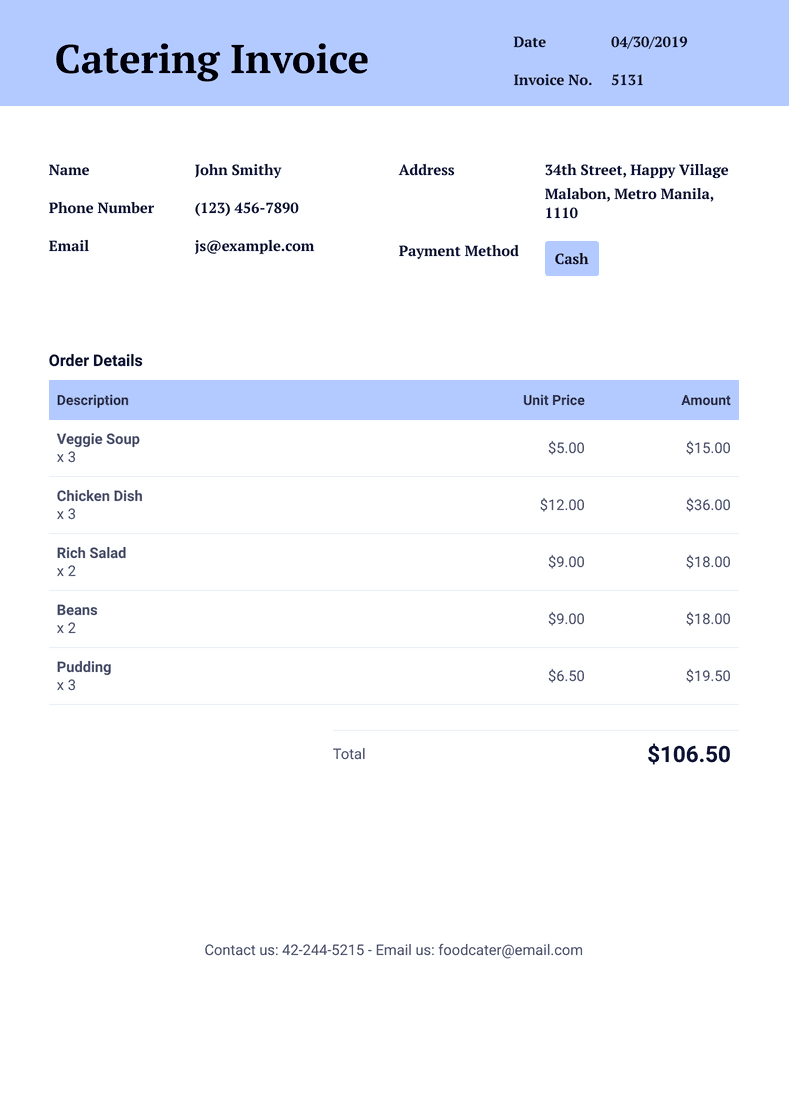 Catering Invoice
Date 04/30/2019
Invoice No. 5131
Name John Smithy
Phone Number (123) 456-7890
Email js@example.com
Address 34th Street, Happy Village
Malabon, Metro Manila,
1110
Payment Method Cash
Order Details
Description Unit Price Amount
Veggie Soup
x 3 $5.00 $15.00
Chicken Dish
x 3 $12.00 $36.00
Rich Salad
x 2 $9.00 $18.00
Beans
x 2 $9.00 $18.00
Pudding
x 3 $6.50 $19.50
Total $106.50
Contact us: 42-244-5215 - Email us: foodcater@email.com